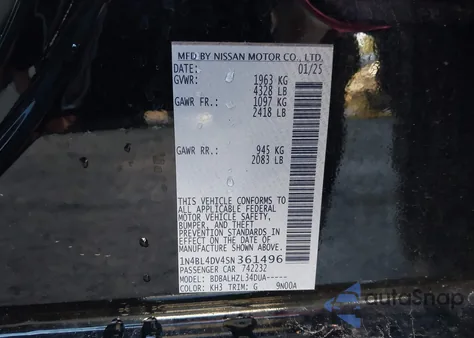 MFD BY NISSAN MOTOR CO., LTD.
DATE: 01/25
GVWR: 1963 KG
4328 LB
GAWR FR.: 1097 KG
2418 LB
GAWR RR.: 945 KG
2083 LB
THIS VEHICLE CONFORMS TO
ALL APPLICABLE FEDERAL
MOTOR VEHICLE SAFETY,
BUMPER, AND THEFT
PREVENTION STANDARDS IN
EFFECT ON THE DATE OF
MANUFACTURE SHOWN ABOVE.
1N4BL4DV4SN361496
PASSENGER CAR 742232
MODEL: BDBALHZL34DUA-----
COLOR: KH3 TRIM: G 9N00A
autoSnap